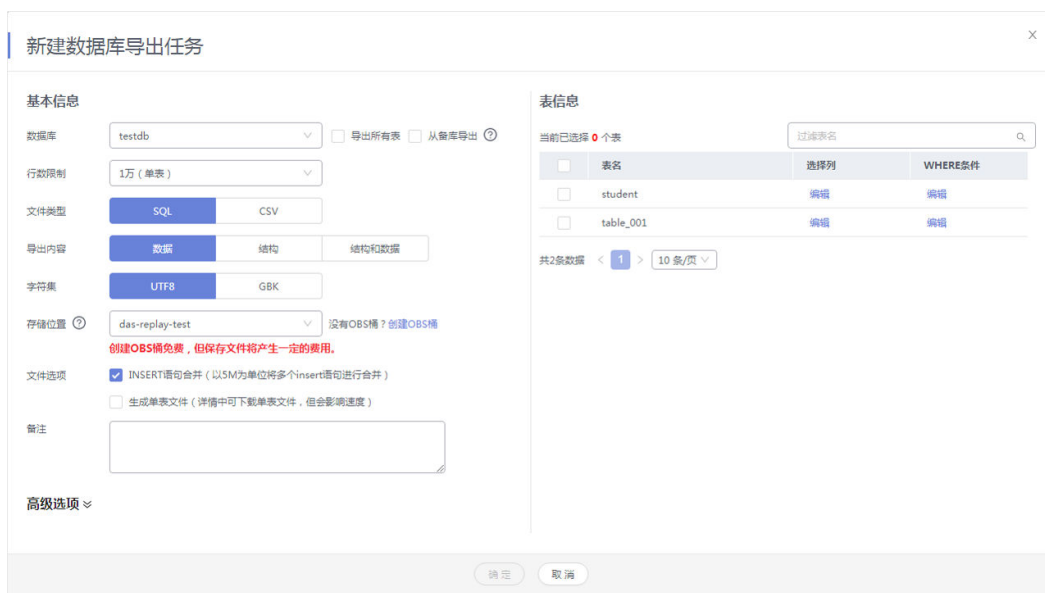 新建数据库导出任务
X
基本信息
数据库
testdb
导出所有表
从备库导出
?
行数限制
1万 ( 单表 )
文件类型
SQL
CSV
导出内容
数据
结构
结构和数据
字符集
UTF8
GBK
存储位置 ?
das-replay-test
没有OBS桶 ? 创建OBS桶
创建OBS桶免费 , 但保存文件将产生一定的费用。
文件选项
INSERT语句合并 ( 以5M为单位将多个insert语句进行合并 )
生成单表文件 ( 详情中可下载单表文件 , 但会影响速度 )
备注
高级选项
表信息
当前已选择 0 个表
过滤表名
表名
选择列
WHERE条件
student
编辑
编辑
table_001
编辑
编辑
共2条数据 < 1 > 10 条/页
确 定
取 消